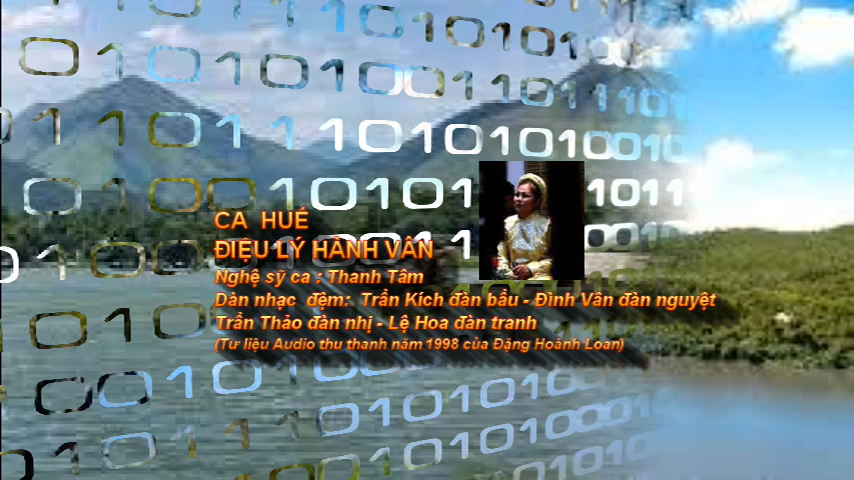 CA HUẾ
ĐIỆU LÝ HÀNH VÂN
Nghệ sỹ ca : Thanh Tâm
Dàn nhạc đệm: Trần Kích đàn bầu - Đình Vân đàn nguyệt
Trần Thảo đàn nhị - Lệ Hoa đàn tranh
(Tư liệu Audio thu thanh năm 1998 của Đặng Hoành Loan)